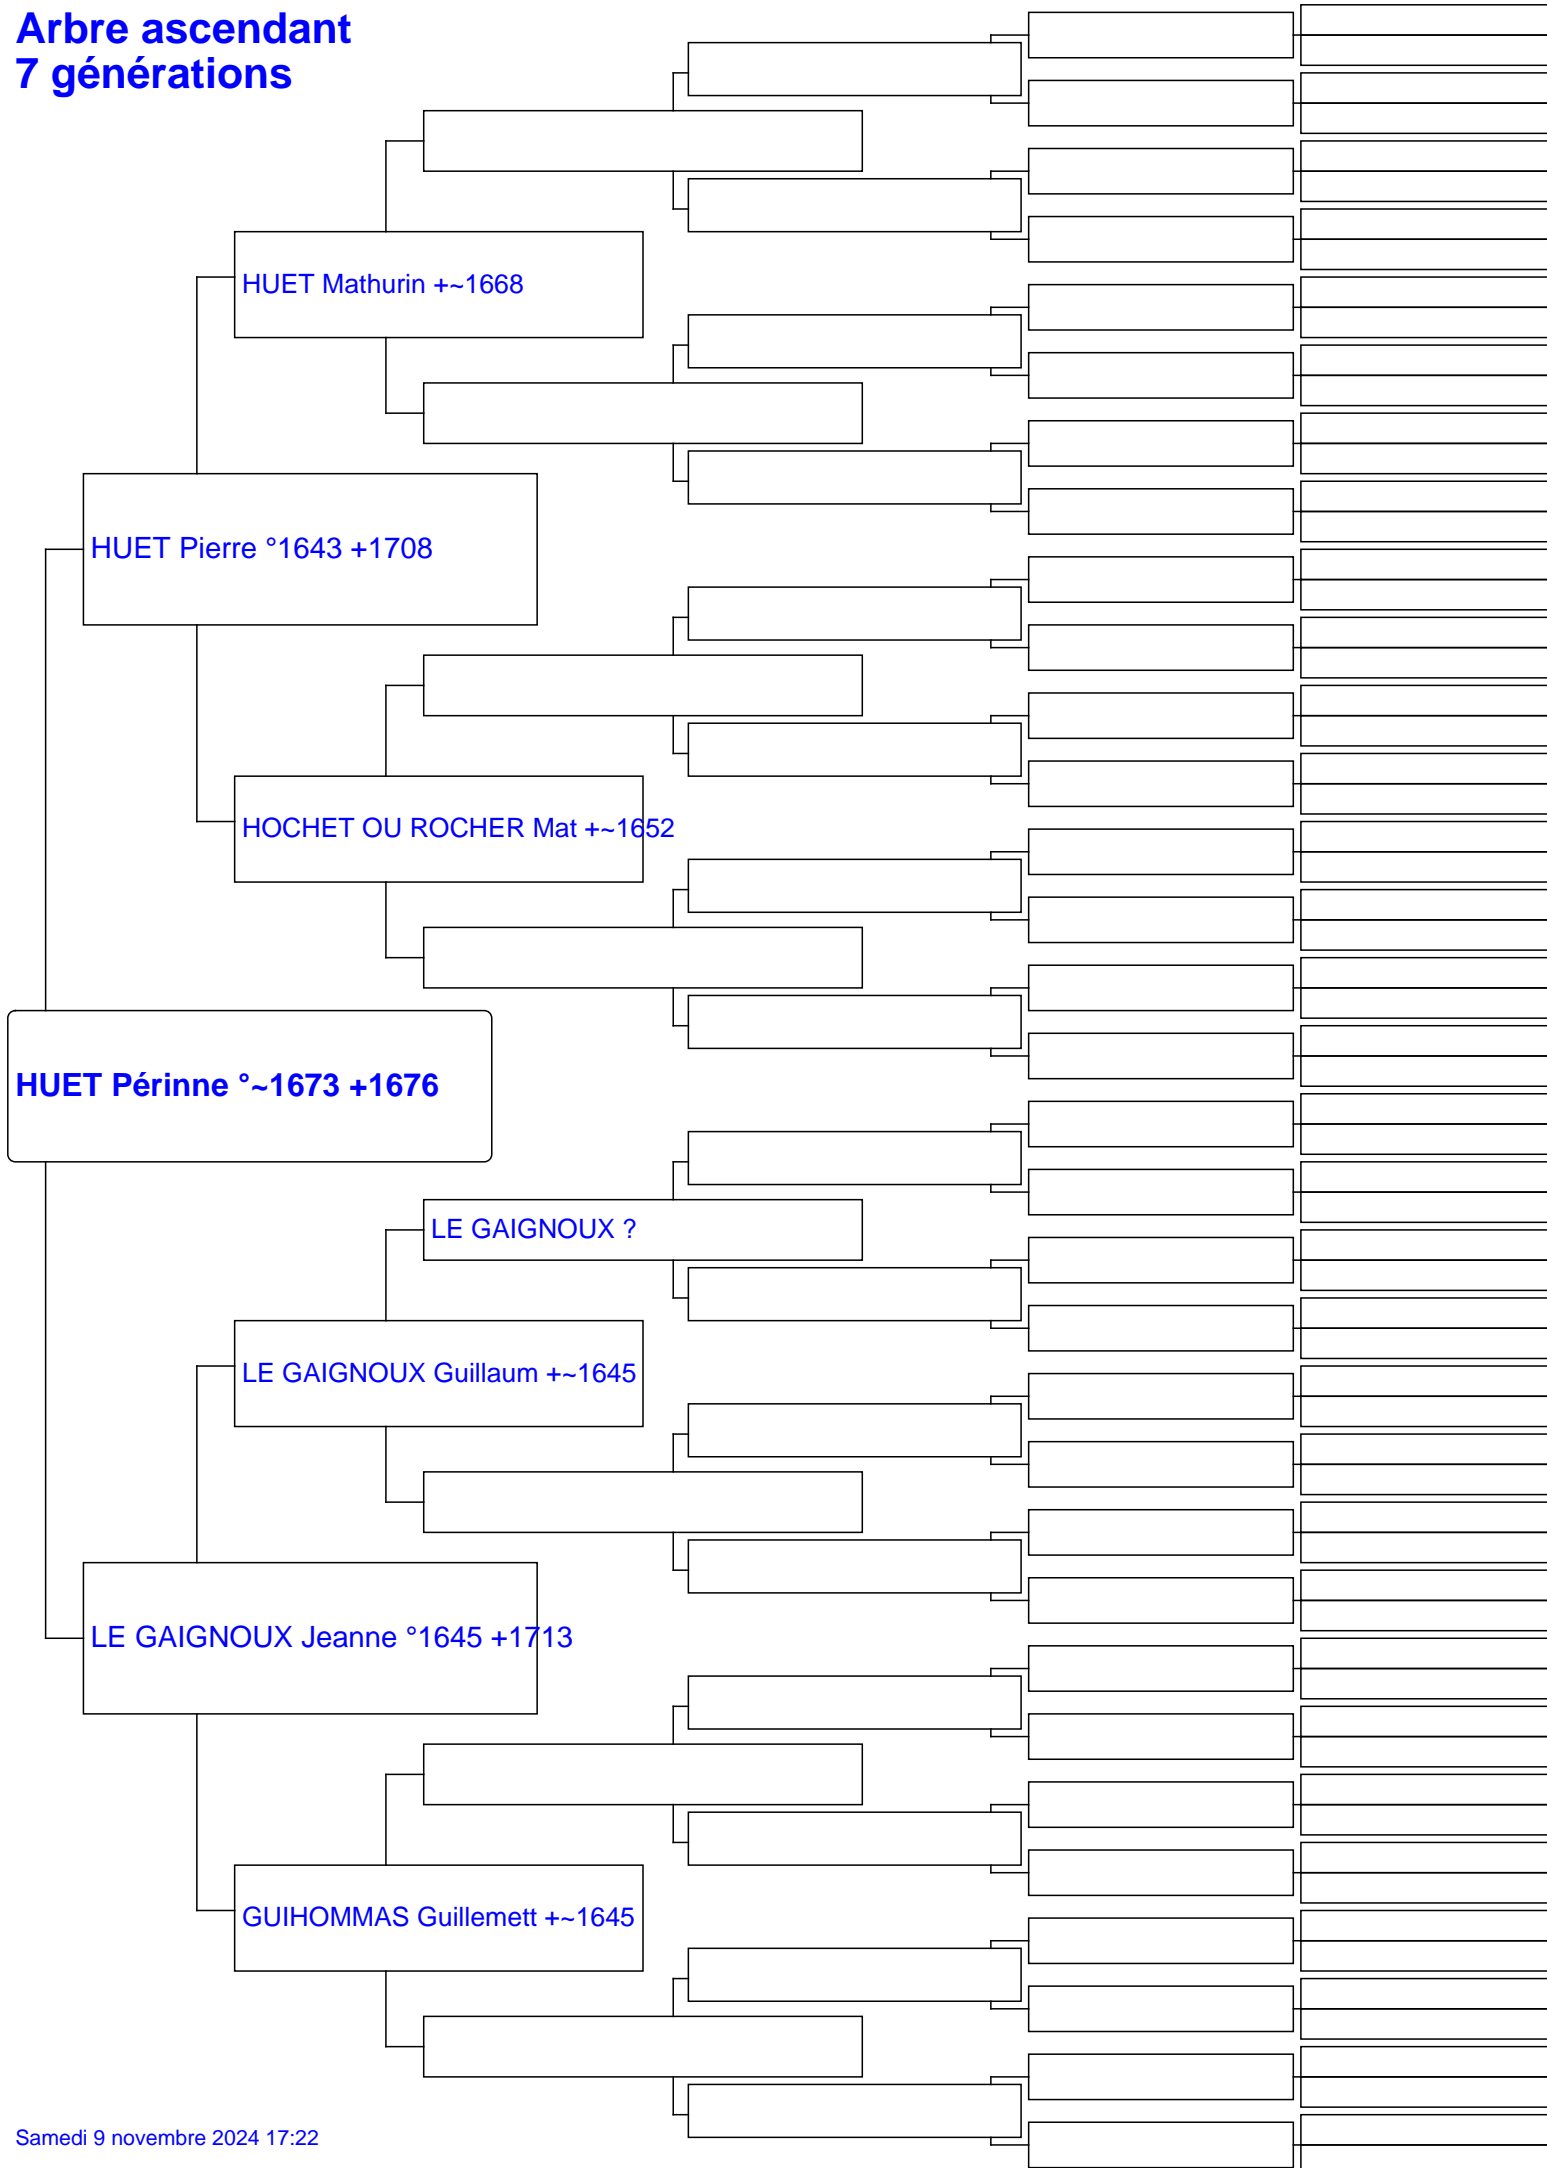 Arbre ascendant
7 générations
HUET Mathurin +~1668
HUET Pierre °1643 +1708
HOCHET OU ROCHER Mat +~1652
HUET Périnne °~1673 +1676
LE GAIGNOUX ?
LE GAIGNOUX Guillaum +~1645
LE GAIGNOUX Jeanne °1645 +1713
GUIHOMMAS Guillemett +~1645
Samedi 9 novembre 2024 17:22